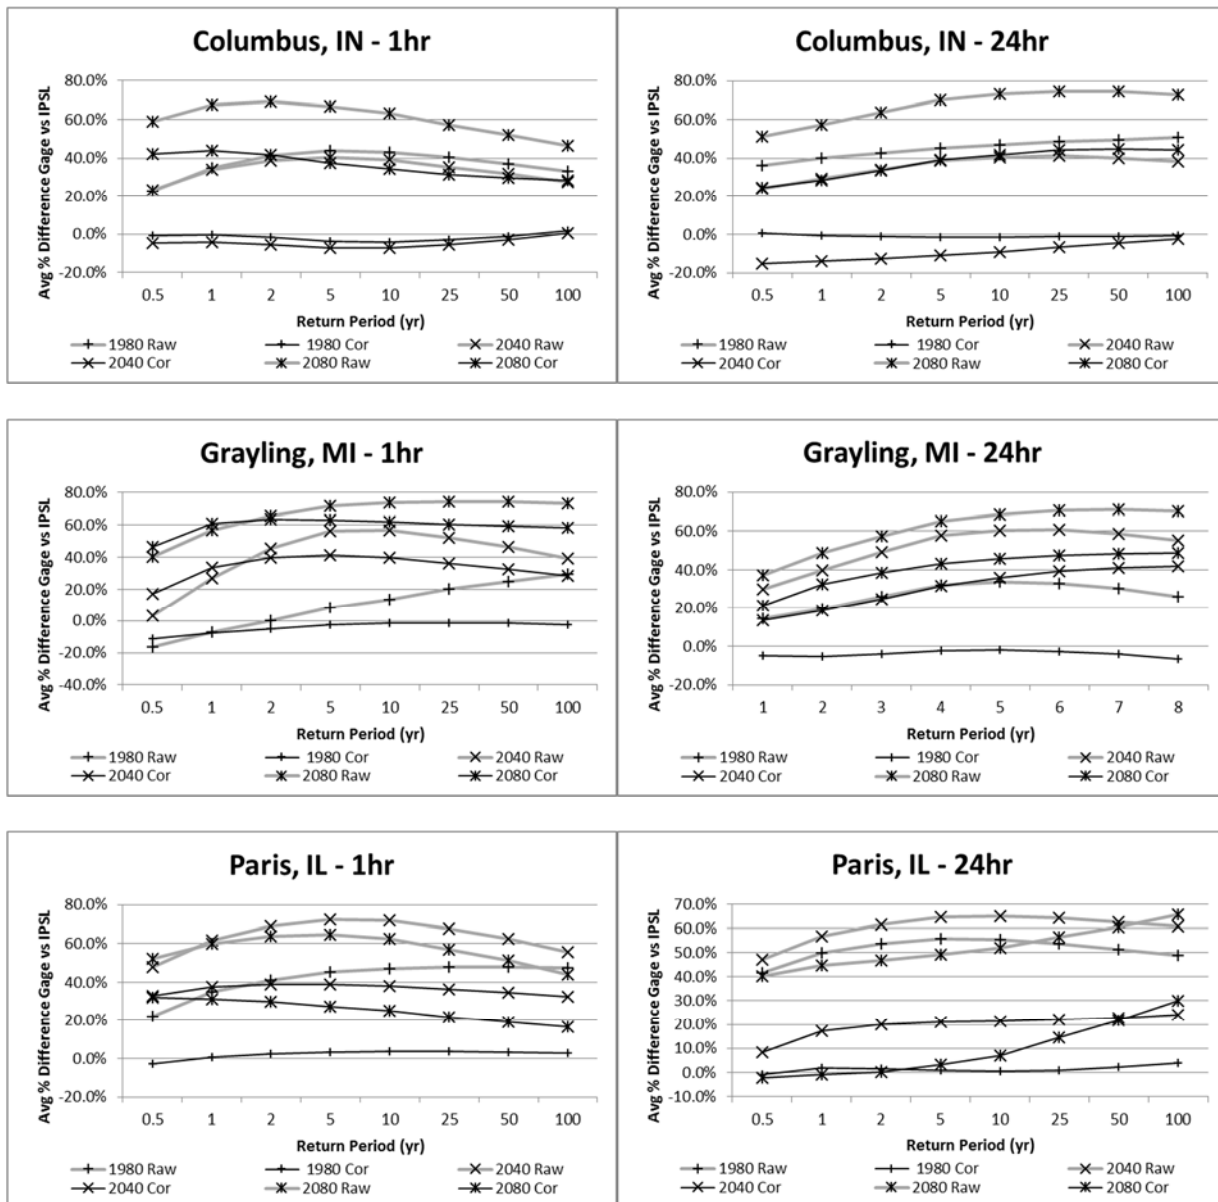 Columbus, IN - 1hr
Avg % Difference Gage vs IPSL
80.0%
60.0%
40.0%
20.0%
0.0%
-20.0%
0.5 1 2 5 10 25 50 100
Return Period (yr)
1980 Raw 1980 Cor 2040 Raw
2040 Cor 2080 Raw 2080 Cor
Columbus, IN - 24hr
Avg % Difference Gage vs IPSL
80.0%
60.0%
40.0%
20.0%
0.0%
-20.0%
0.5 1 2 5 10 25 50 100
Return Period (yr)
1980 Raw 1980 Cor 2040 Raw
2040 Cor 2080 Raw 2080 Cor
Grayling, MI - 1hr
Avg % Difference Gage vs IPSL
80.0%
60.0%
40.0%
20.0%
0.0%
-20.0%
-40.0%
0.5 1 2 5 10 25 50 100
Return Period (yr)
1980 Raw 1980 Cor 2040 Raw
2040 Cor 2080 Raw 2080 Cor
Grayling, MI - 24hr
Avg % Difference Gage vs IPSL
80.0%
60.0%
40.0%
20.0%
0.0%
-20.0%
1 2 3 4 5 6 7 8
Return Period (yr)
1980 Raw 1980 Cor 2040 Raw
2040 Cor 2080 Raw 2080 Cor
Paris, IL - 1hr
Avg % Difference Gage vs IPSL
80.0%
60.0%
40.0%
20.0%
0.0%
-20.0%
0.5 1 2 5 10 25 50 100
Return Period (yr)
1980 Raw 1980 Cor 2040 Raw
2040 Cor 2080 Raw 2080 Cor
Paris, IL - 24hr
Avg % Difference Gage vs IPSL
70.0%
60.0%
50.0%
40.0%
30.0%
20.0%
10.0%
0.0%
-10.0%
0.5 1 2 5 10 25 50 100
Return Period (yr)
1980 Raw 1980 Cor 2040 Raw
2040 Cor 2080 Raw 2080 Cor